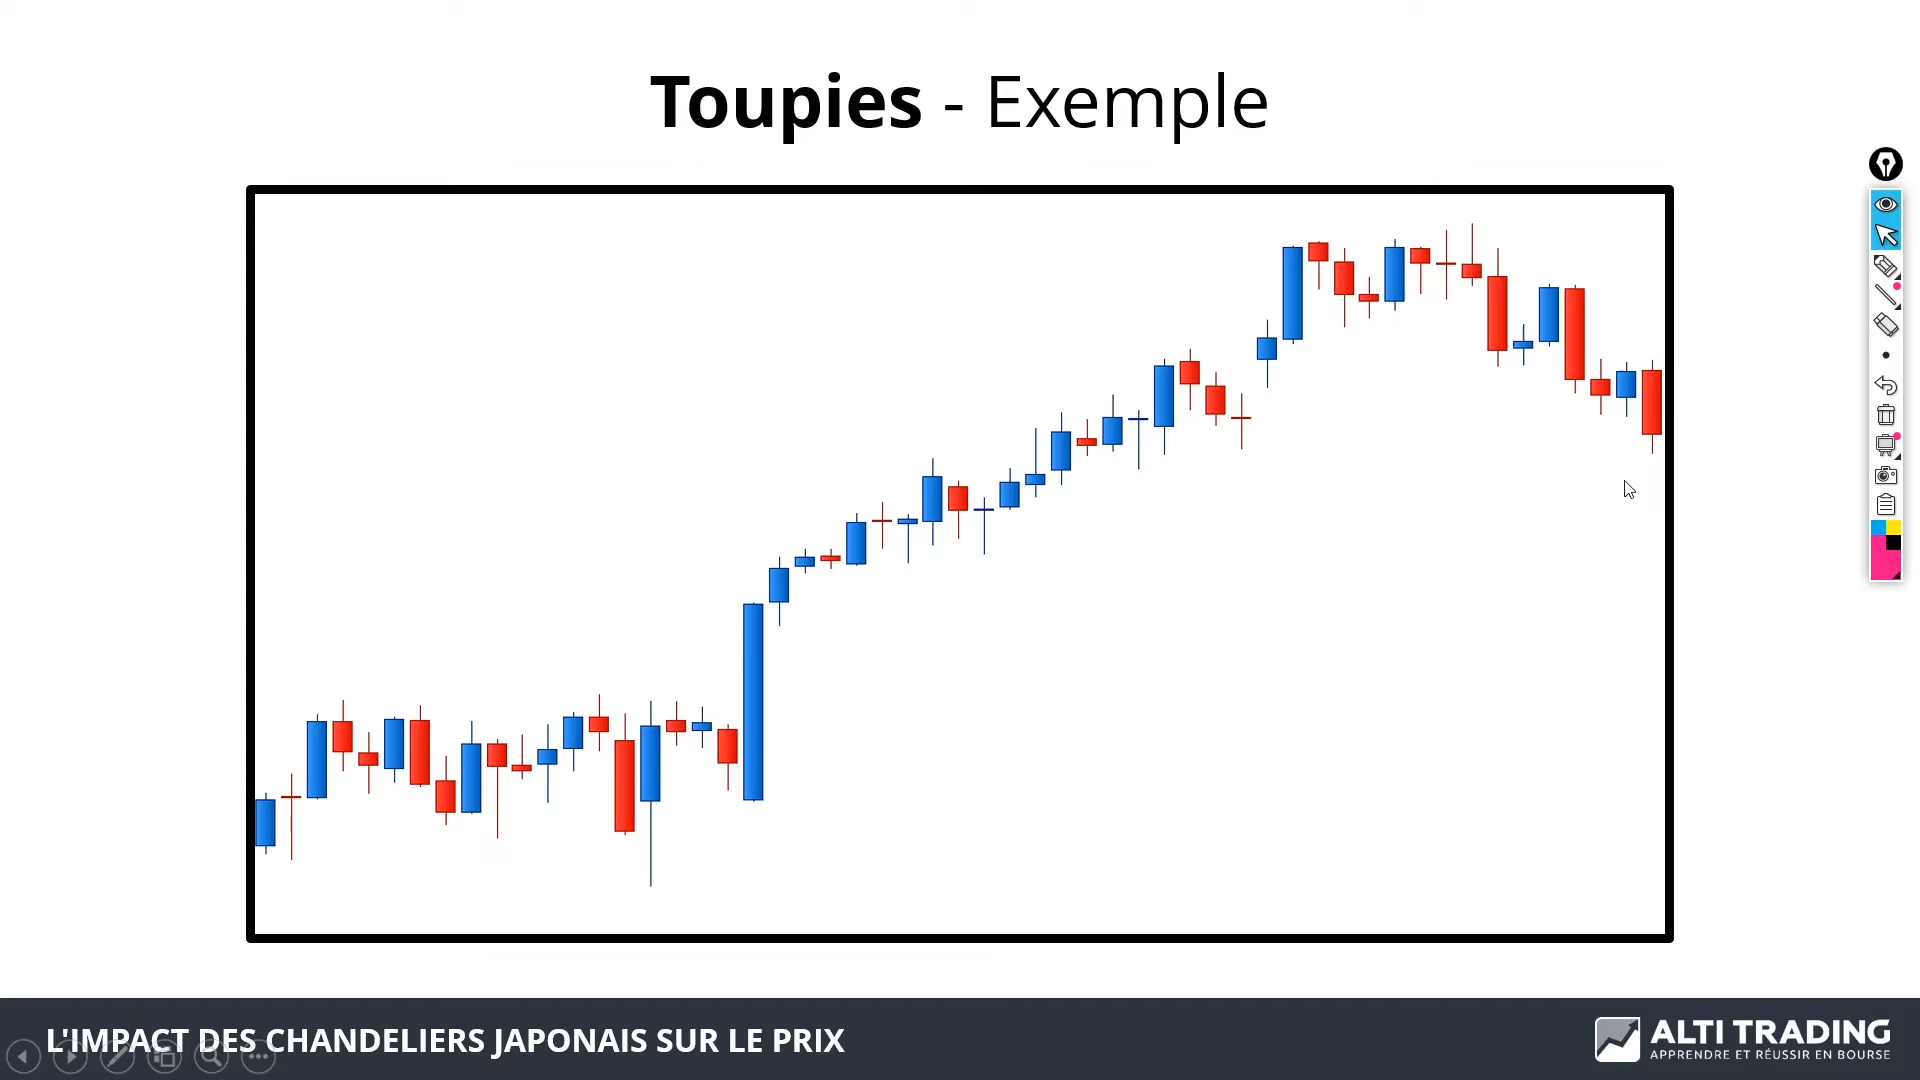 Toupies - Exemple
L'IMPACT DES CHANDELIERS JAPONAIS SUR LE PRIX
ALTI TRADING
APPRENDRE ET RÉUSSIR EN BOURSE